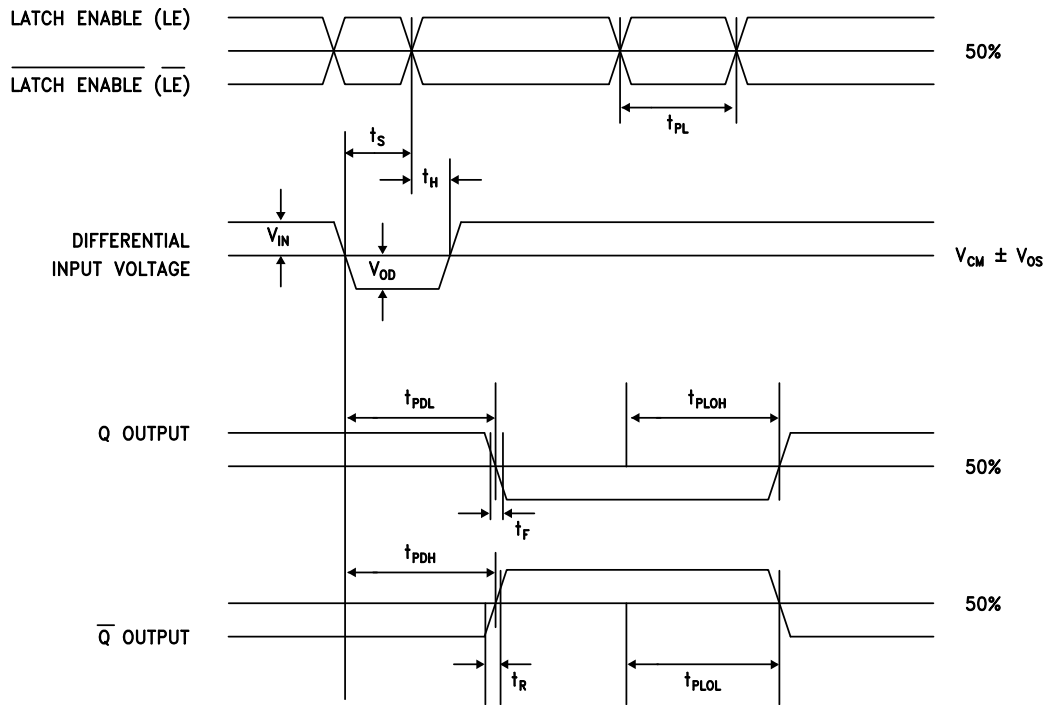 LATCH ENABLE (LE)
50%
LATCH ENABLE (LE)
tPL
tS
tH
VIN
DIFFERENTIAL
INPUT VOLTAGE
VOD
VCM ± VOS
tPDL
tPLOH
Q OUTPUT
50%
tF
tPDH
50%
Q OUTPUT
tR
tPLOL